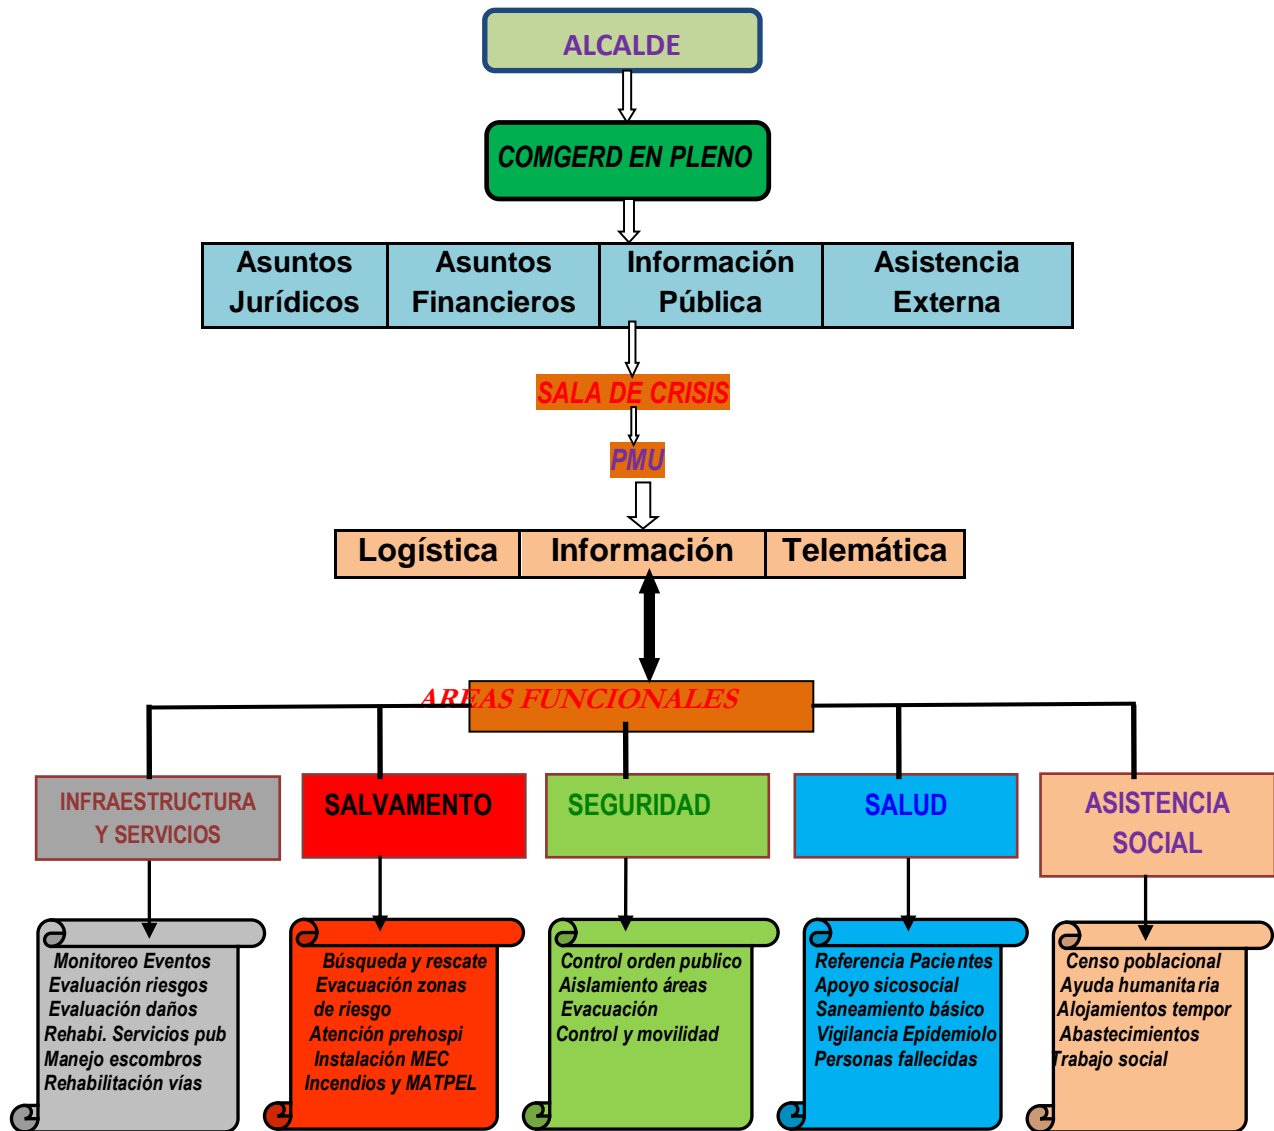 ALCALDE
COMGERD EN PLENO
Asuntos
Jurídicos
Asuntos
Financieros
Información
Pública
Asistencia
Externa
SALA DE CRISIS
PMU
Logística
Información
Telemática
AREAS FUNCIONALES
INFRAESTRUCTURA
Y SERVICIOS
SALVAMENTO
SEGURIDAD
SALUD
ASISTENCIA
SOCIAL
Monitoreo Eventos
Evaluación riesgos
Evaluación daños
Rehabi. Servicios pub
Manejo escombros
Rehabilitación vías
Búsqueda y rescate
Evacuación zonas
de riesgo
Atención prehospi
Instalación MEC
Incendios y MATPEL
Control orden publico
Aislamiento áreas
Evacuación
Control y movilidad
Referencia Pacientes
Apoyo sicosocial
Saneamiento básico
Vigilancia Epidemiolo
Personas fallecidas
Censo poblacional
Ayuda humanitaria
Alojamientos tempor
Abastecimientos
Trabajo social